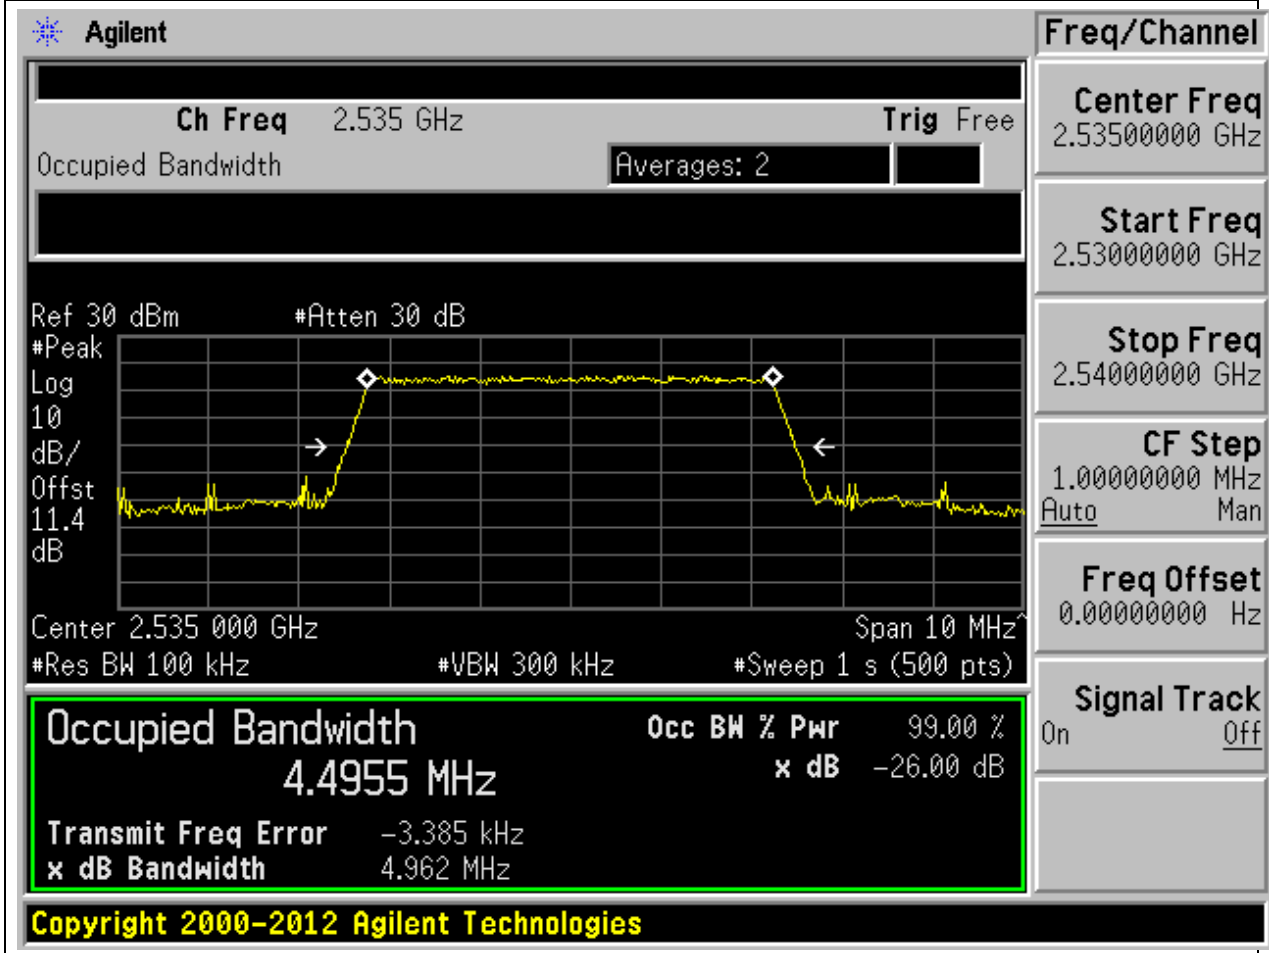 Agilent
Freq/Channel
Ch Freq 2.535 GHz Trig Free
Occupied Bandwidth Averages: 2
Ref 30 dBm #Atten 30 dB
#Peak
Log
10
dB/
Offst
11.4
dB
Center 2.535 000 GHz Span 10 MHz^
#Res BW 100 kHz #VBW 300 kHz #Sweep 1 s (500 pts)
Occupied Bandwidth
4.4955 MHz
Occ BW % Pwr 99.00 %
x dB -26.00 dB
Transmit Freq Error -3.385 kHz
x dB Bandwidth 4.962 MHz
Copyright 2000-2012 Agilent Technologies
Center Freq
2.53500000 GHz
Start Freq
2.53000000 GHz
Stop Freq
2.54000000 GHz
CF Step
1.00000000 MHz
Auto Man
Freq Offset
0.00000000 Hz
Signal Track
On Off